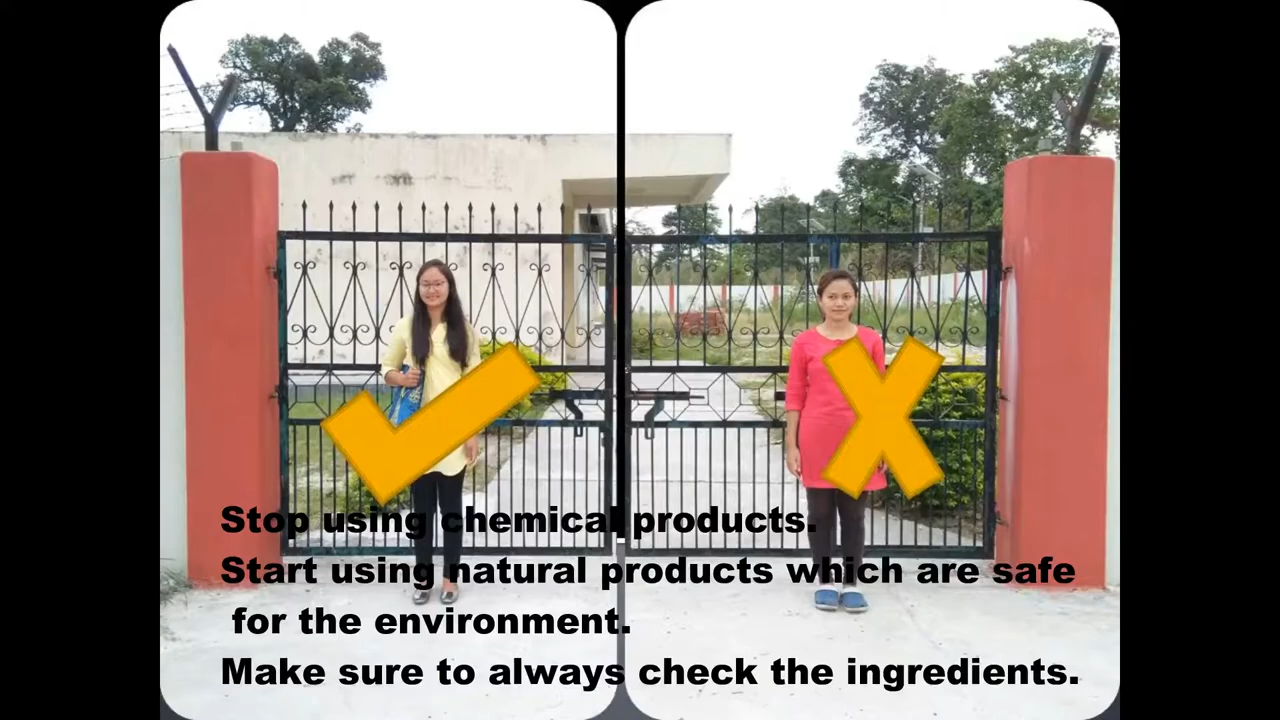 Stop using chemical products.
Start using natural products which are safe
for the environment.
Make sure to always check the ingredients.